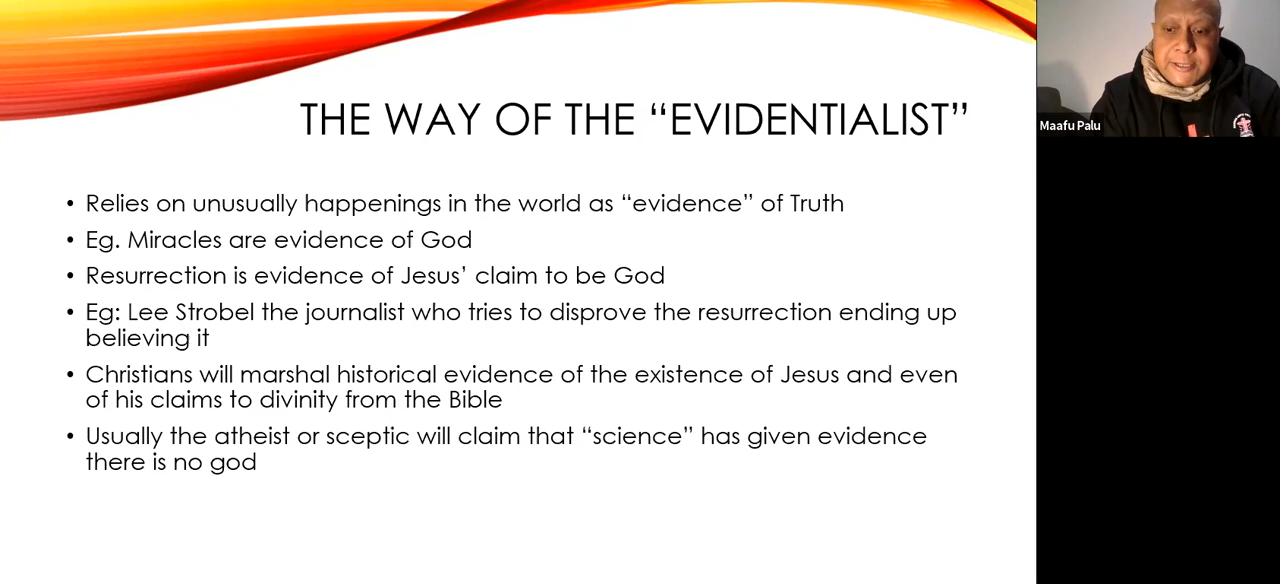 THE WAY OF THE “EVIDENTIALIST”
• Relies on unusually happenings in the world as “evidence” of Truth
• Eg. Miracles are evidence of God
• Resurrection is evidence of Jesus’ claim to be God
• Eg: Lee Strobel the journalist who tries to disprove the resurrection ending up
believing it
• Christians will marshal historical evidence of the existence of Jesus and even
of his claims to divinity from the Bible
• Usually the atheist or sceptic will claim that “science” has given evidence
there is no god
Maafu Palu